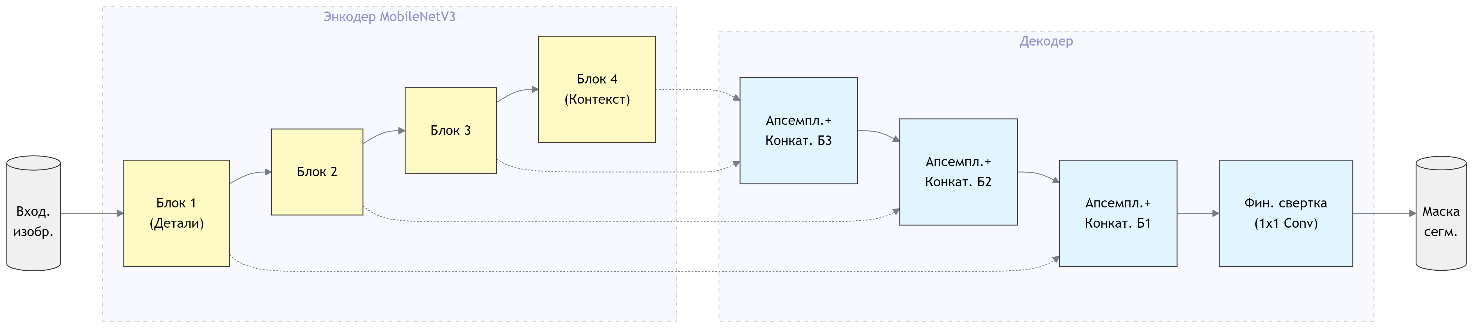 Энкодер MobileNetV3
Декодер
Вход.
изобр.
Блок 1
(Детали)
Блок 2
Блок 3
Блок 4
(Контекст)
Апсемпл.+
Конкат. Б3
Апсемпл.+
Конкат. Б2
Апсемпл.+
Конкат. Б1
Фин. свертка
(1x1 Conv)
Маска
сегм.